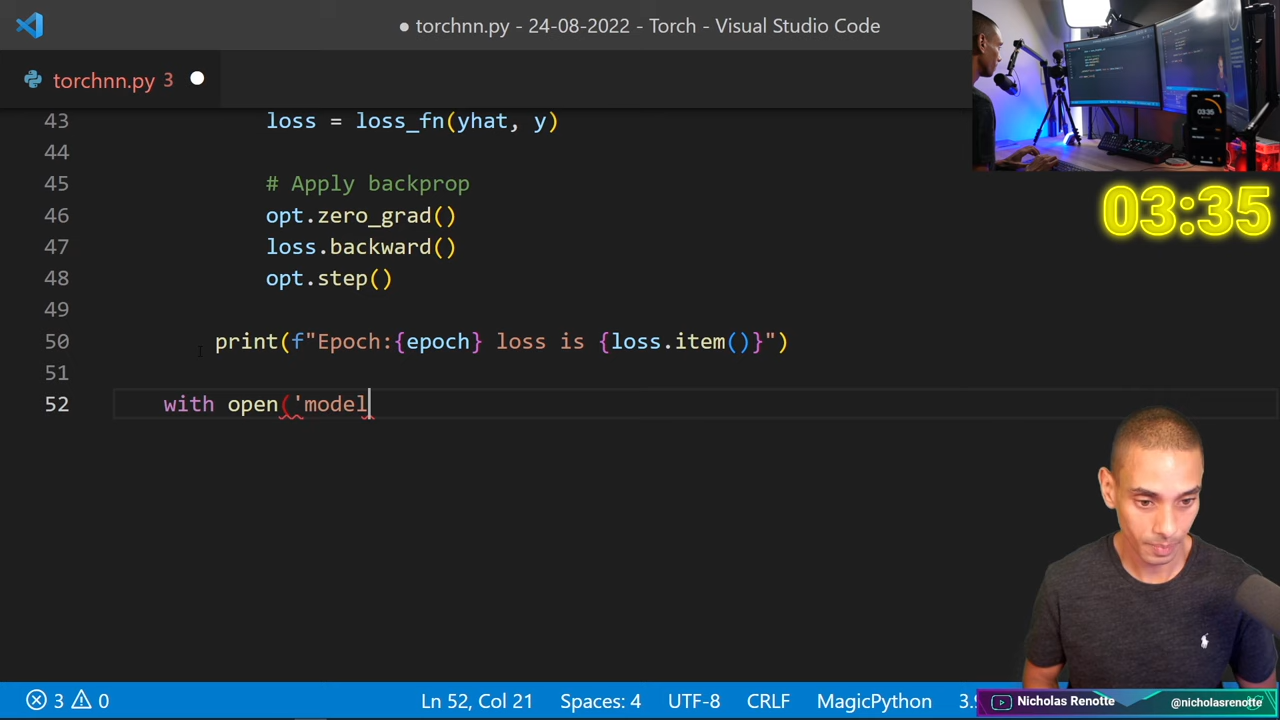 torchnn.py - 24-08-2022 - Torch - Visual Studio Code
torchnn.py 3
03:35
43 loss = loss_fn(yhat, y)
44
45 # Apply backprop
46 opt.zero_grad()
47 loss.backward()
48 opt.step()
49
50 print(f"Epoch:{epoch} loss is {loss.item()}")
51
52 with open('model
3 0 Ln 52, Col 21 Spaces: 4 UTF-8 CRLF MagicPython 3.9
Nicholas Renotte @nicholasrenotte